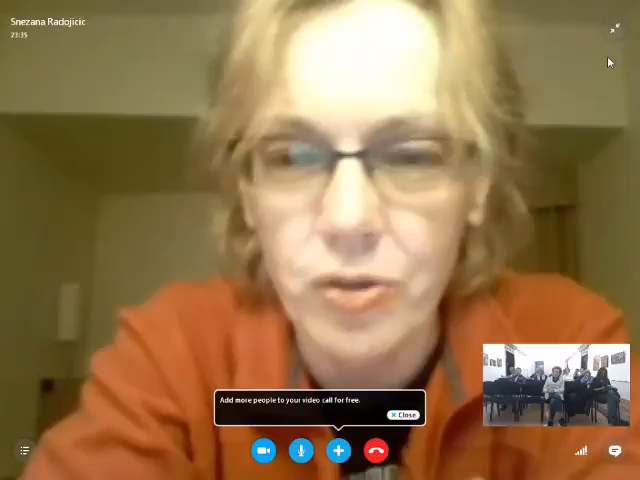 Snezana Radojicic
23:35
Add more people to your video call for free.
× Close